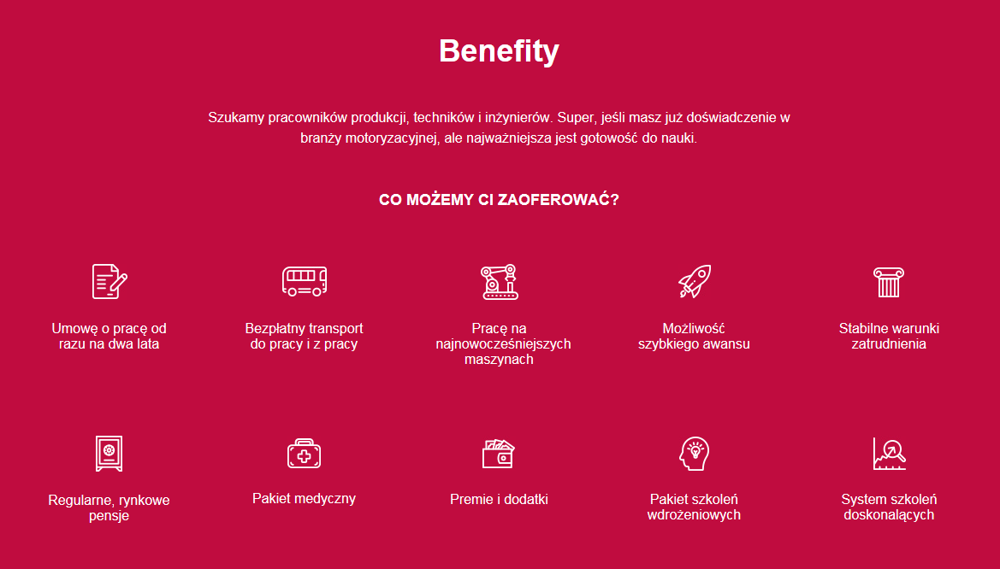 Benefity
Szukamy pracowników produkcji, techników i inżynierów. Super, jeśli masz już doświadczenie w
branży motoryzacyjnej, ale najważniejsza jest gotowość do nauki.
CO MOŻEMY CI ZAOFEROWAĆ?
Umowę o pracę od
razu na dwa lata
Bezpłatny transport
do pracy i z pracy
Pracę na
najnowocześniejszych
maszynach
Możliwość
szybkiego awansu
Stabilne warunki
zatrudnienia
Regularne, rynkowe
pensje
Pakiet medyczny
Premie i dodatki
Pakiet szkoleń
wdrożeniowych
System szkoleń
doskonalących